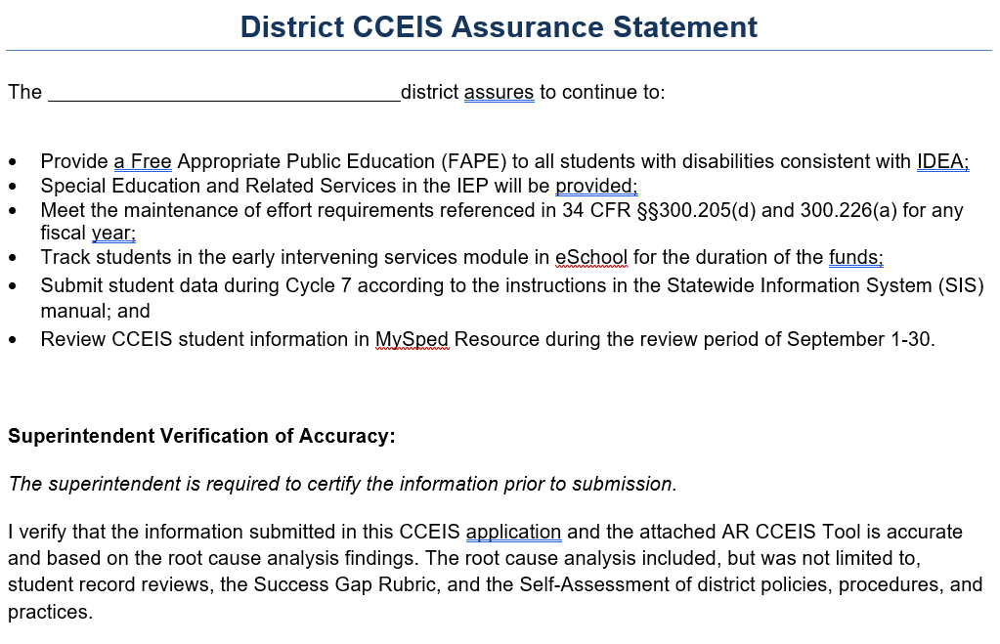 District CCEIS Assurance Statement
The ________________________________district assures to continue to:
• Provide a Free Appropriate Public Education (FAPE) to all students with disabilities consistent with IDEA;
• Special Education and Related Services in the IEP will be provided;
• Meet the maintenance of effort requirements referenced in 34 CFR §§300.205(d) and 300.226(a) for any
fiscal year;
• Track students in the early intervening services module in eSchool for the duration of the funds;
• Submit student data during Cycle 7 according to the instructions in the Statewide Information System (SIS)
manual; and
• Review CCEIS student information in MySped Resource during the review period of September 1-30.
Superintendent Verification of Accuracy:
The superintendent is required to certify the information prior to submission.
I verify that the information submitted in this CCEIS application and the attached AR CCEIS Tool is accurate
and based on the root cause analysis findings. The root cause analysis included, but was not limited to,
student record reviews, the Success Gap Rubric, and the Self-Assessment of district policies, procedures, and
practices.